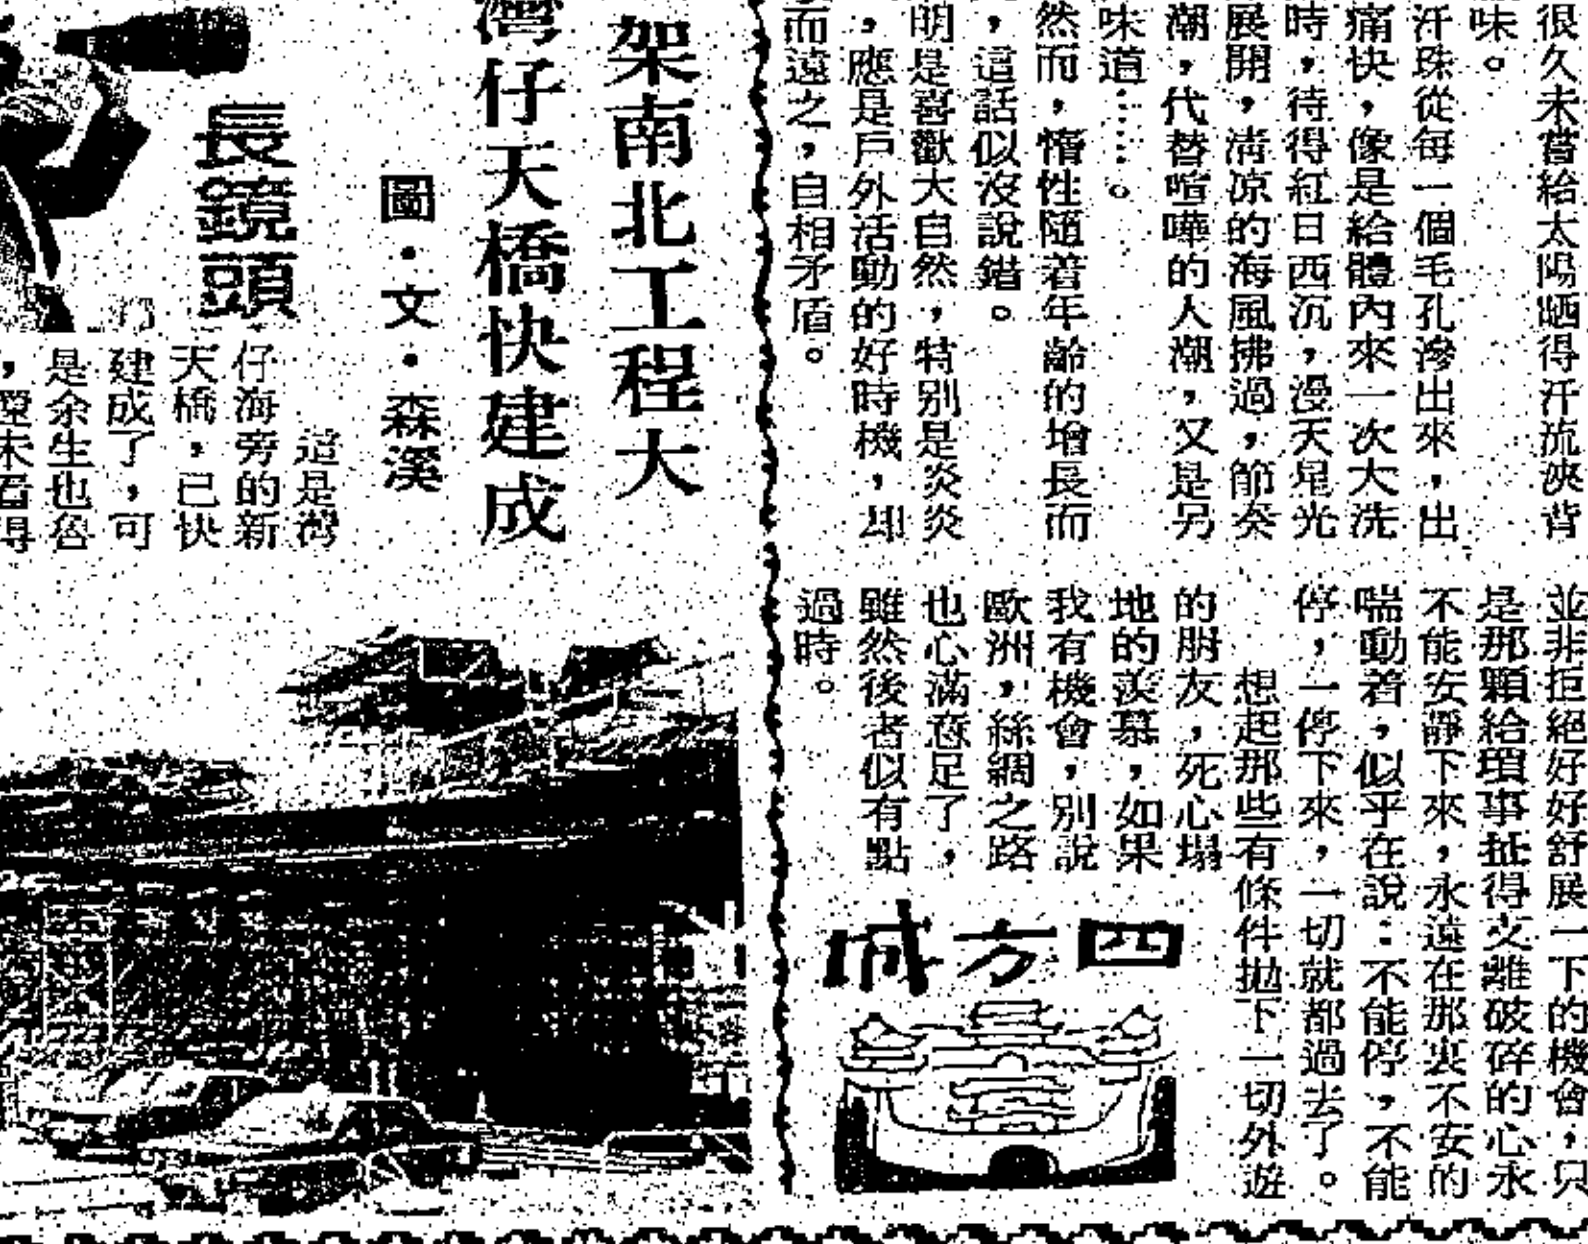 很久未嘗給太陽晒得汗流浹背
味。
汗珠從每一個毛孔滲出來,出
痛快,像是給體內來一次大洗
時,待得紅日西沉,漫天星光
展開,清涼的海風拂過,節奏
潮,代替喧嘩的人潮,又是另
味道……。
然而,惰性隨着年齡的增長而
,這話似沒說錯。
明是喜歡大自然,特別是炎炎
,應是戶外活動的好時機,却
而遠之,自相矛盾。
並非拒絕好好舒展一下的機會,只
是那顆給瑣事扯得支離破碎的心永
不能安靜下來,永遠在那裏不安的
喘動着,似乎在說:不能停,不能
停,一停下來,一切就都過去了。
想起那些有條件拋下一切外遊
的朋友,死心塌
地的羨慕,如果
我有機會,別說
歐洲,絲綢之路
也心滿意足了,
雖然後者似有點
過時。
四方城
架南北工程大
灣仔天橋快建成
圖·文·森溪
長鏡頭
這是灣
仔海旁的新
天橋,已快
建成了,可
是余生也魯
,瞠未看得